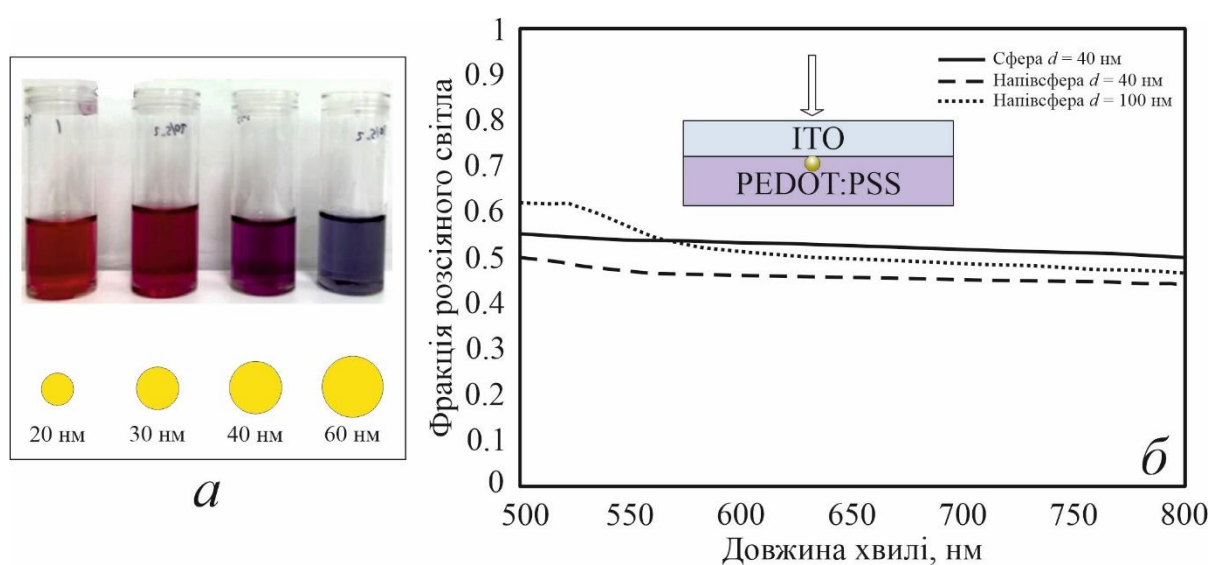 20 нм
30 нм
40 нм
60 нм
а
Фракція розсіяного світла
1
0.9
0.8
0.7
0.6
0.5
0.4
0.3
0.2
0.1
0
Сфера d = 40 нм
Напівсфера d = 40 нм
Напівсфера d = 100 нм
ITO
PEDOT:PSS
б
500 550 600 650 700 750 800
Довжина хвилі, нм